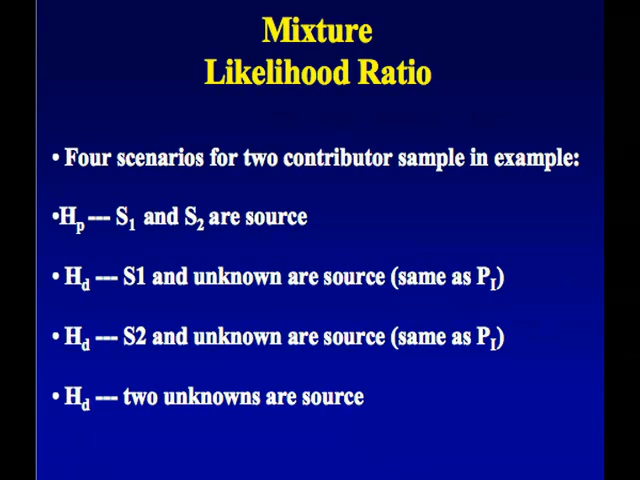 Mixture
Likelihood Ratio
• Four scenarios for two contributor sample in example:
•Hp --- S1 and S2 are source
• Hd --- S1 and unknown are source (same as PI)
• Hd --- S2 and unknown are source (same as PI)
• Hd --- two unknowns are source